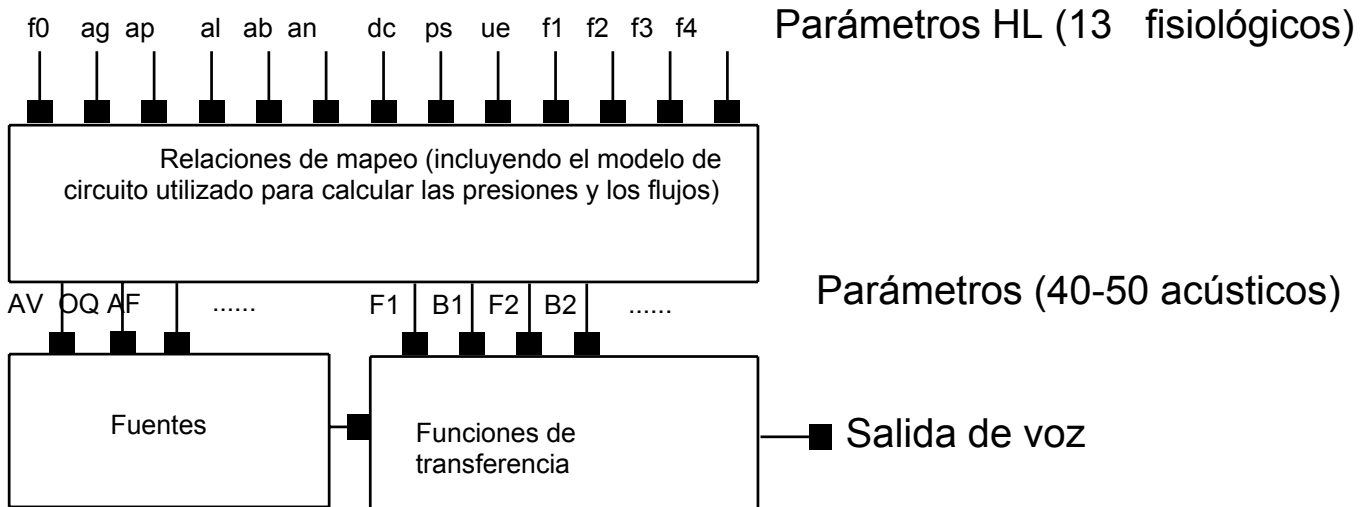 f0 ag ap al ab an dc ps ue f1 f2 f3 f4 Parámetros HL (13 fisiológicos)
Relaciones de mapeo (incluyendo el modelo de
circuito utilizado para calcular las presiones y los flujos)
Parámetros (40-50 acústicos)
AV OQ AF ...... F1 B1 F2 B2 ......
Fuentes
Funciones de
transferencia
Salida de voz